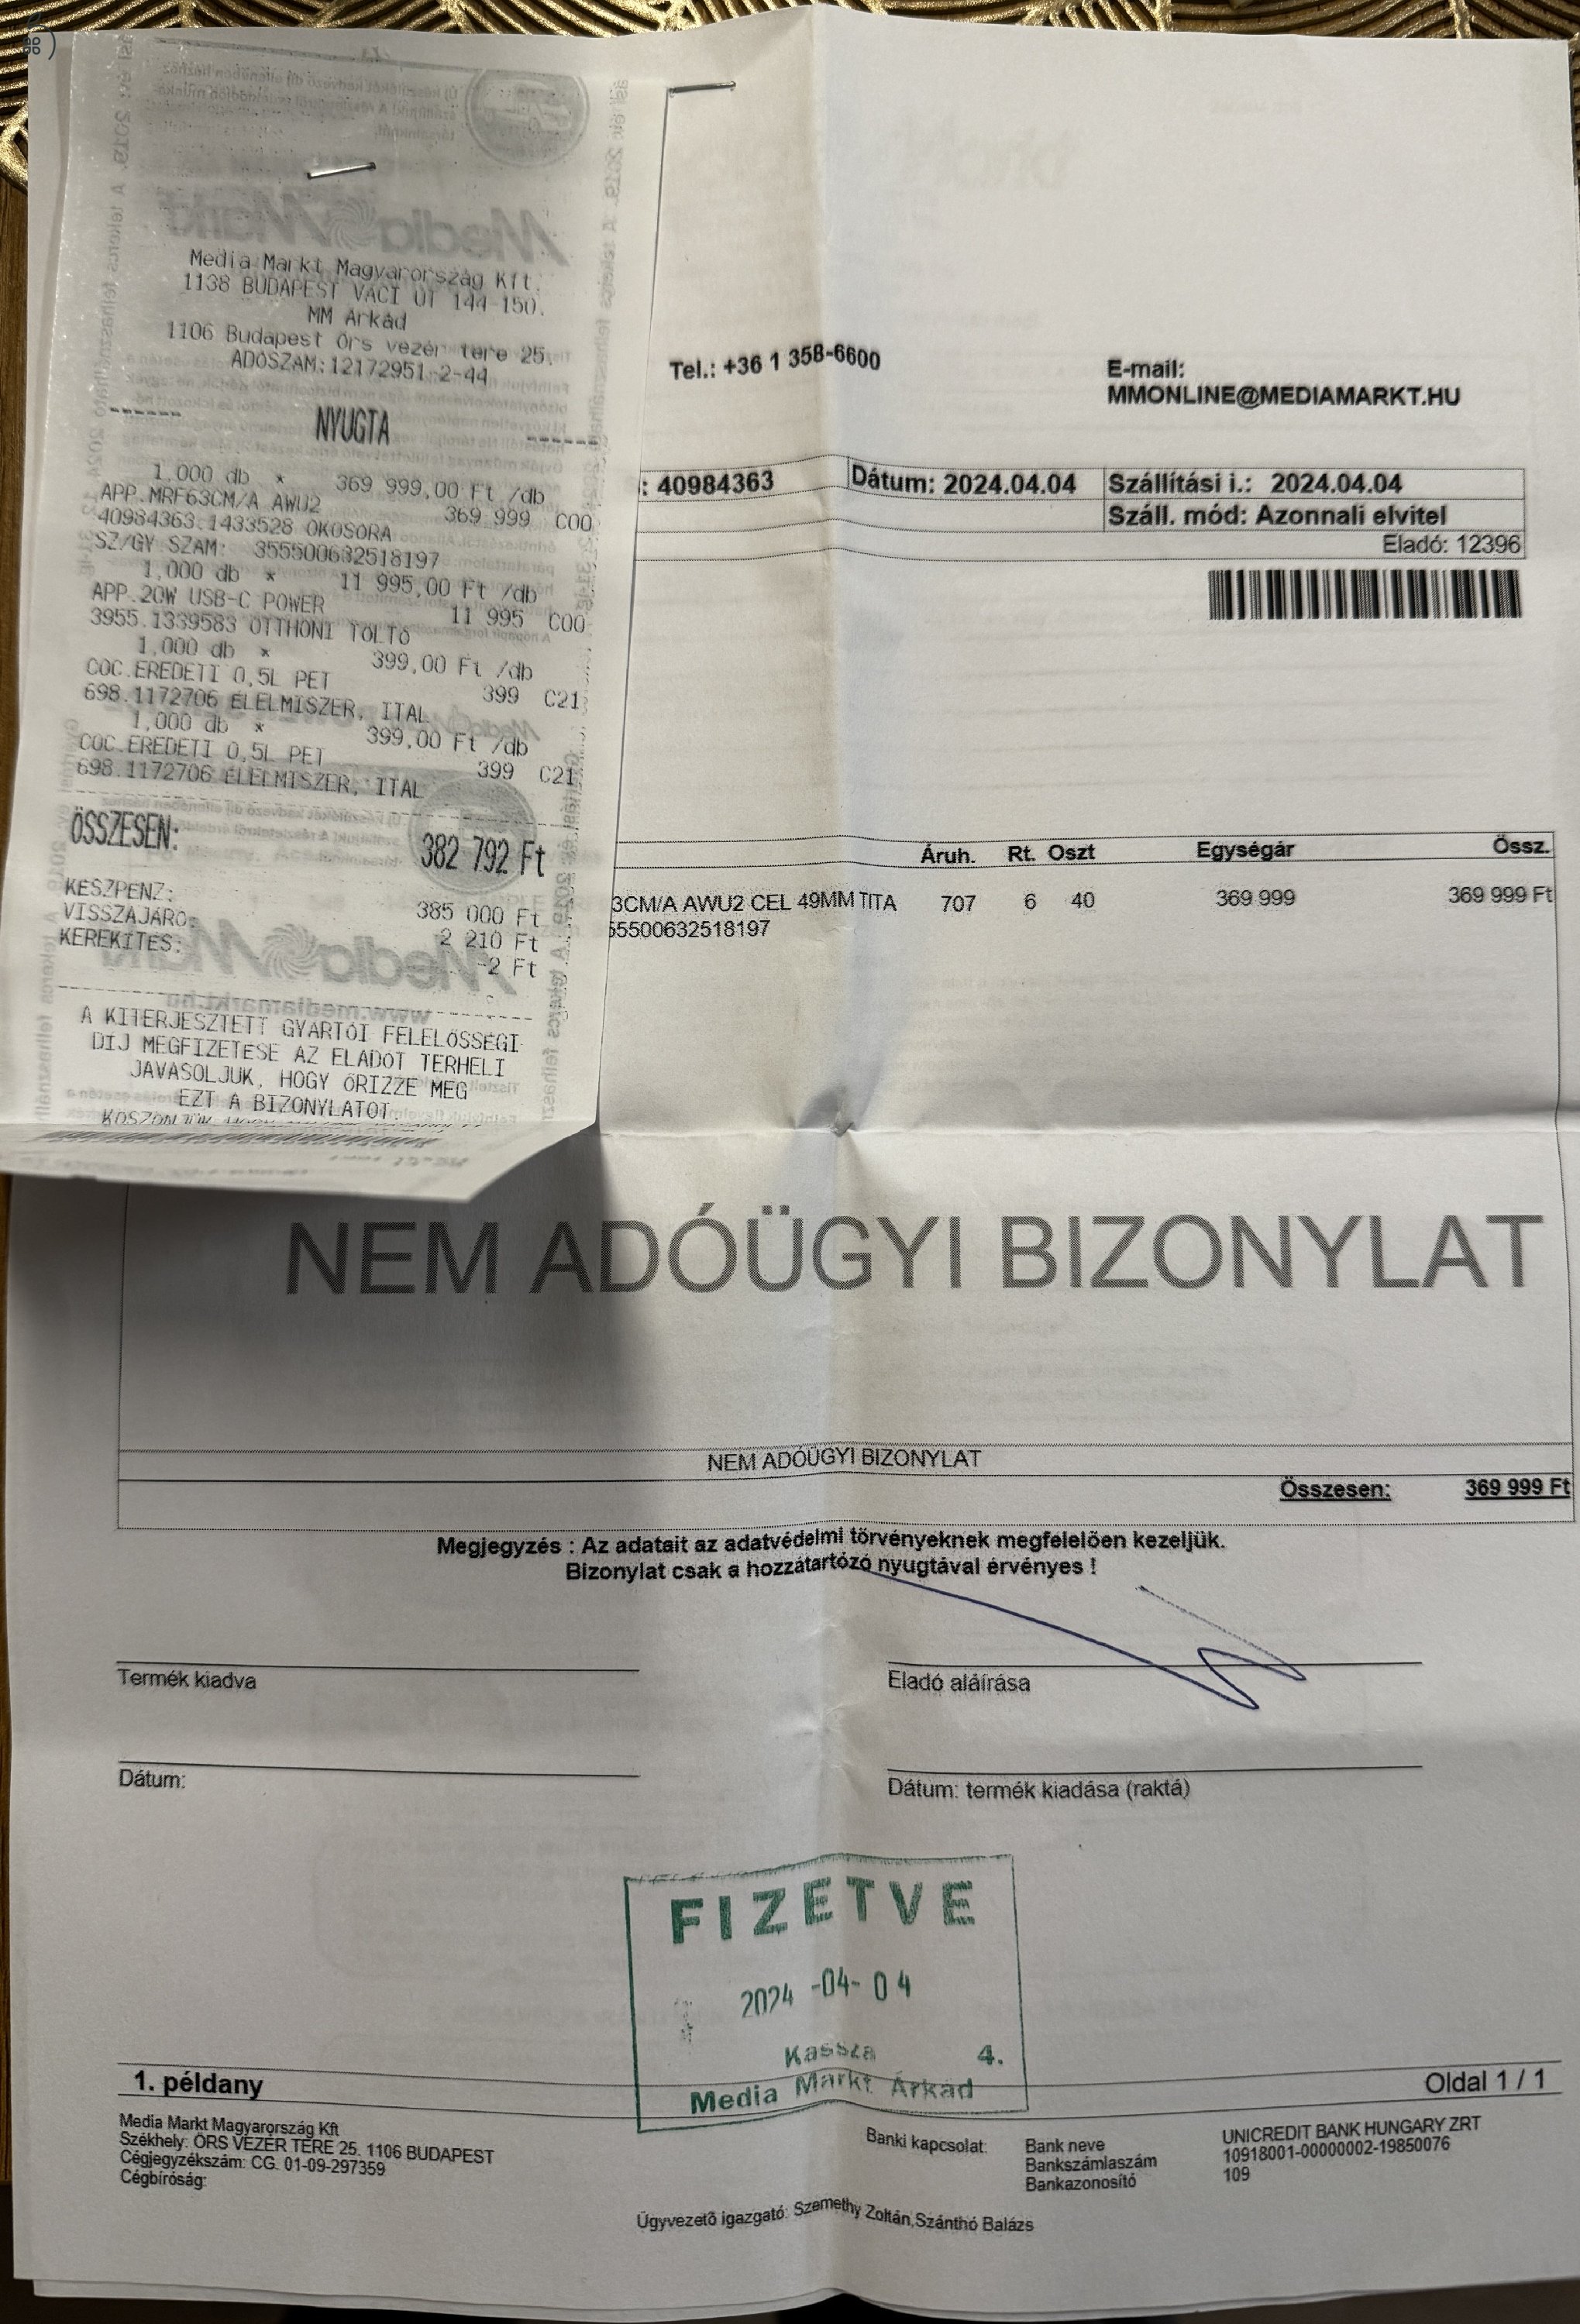 MediaMarkt
Media Markt Magyarország Kft.
1138 BUDAPEST VÁCI ÚT 144-150.
MM Árkád
1106 Budapest Örs vezér tere 25.
ADÓSZÁM:12172951-2-44
NYUGTA
1,000 db * 369 999,00 Ft /db
APP.MRF63CM/A AWU2 369 999 C00
40984363.1433528 OKOSÓRA
SZ/GY SZÁM: 355500632518197
1,000 db * 11 995,00 Ft /db
APP.20W USB-C POWER 11 995 C00
3955.1339583 OTTHONI TÖLTŐ
1,000 db * 399,00 Ft /db
COC.EREDETI 0,5L PET 399 C21
698.1172706 ÉLELMISZER, ITAL
1,000 db * 399,00 Ft /db
COC.EREDETI 0,5L PET 399 C21
698.1172706 ÉLELMISZER, ITAL
ÖSSZESEN: 382 792 Ft
KÉSZPÉNZ: 385 000 Ft
VISSZAJÁRÓ: 2 210 Ft
KEREKÍTÉS: -2 Ft
MediaMarkt
www.mediamarkt.hu
A KITERJESZTETT GYÁRTÓI FELELŐSSÉGI
DÍJ MEGFIZETÉSE AZ ELADÓT TERHELI
JAVASOLJUK, HOGY ŐRIZZE MEG
EZT A BIZONYLATOT.
Tel.: +36 1 358-6600
E-mail:
MMONLINE@MEDIAMARKT.HU
: 40984363 Dátum: 2024.04.04 Szállítási i.: 2024.04.04
Száll. mód: Azonnali elvitel
Eladó: 12396
Áruh. Rt. Oszt Egységár Össz.
3CM/A AWU2 CEL 49MM TITA 707 6 40 369 999 369 999 Ft
55500632518197
NEM ADÓÜGYI BIZONYLAT
NEM ADÓÜGYI BIZONYLAT
Összesen: 369 999 Ft
Megjegyzés : Az adatait az adatvédelmi törvényeknek megfelelően kezeljük.
Bizonylat csak a hozzátartózó nyugtával érvényes !
Termék kiadva
Eladó aláírása
Dátum:
Dátum: termék kiadása (raktá)
FIZETVE
2024 -04- 04
Kassza 4.
Media Markt Árkád
1. példany
Oldal 1 / 1
Media Markt Magyarország Kft
Székhely: ÖRS VEZÉR TERE 25. 1106 BUDAPEST
Cégjegyzékszám: CG. 01-09-297359
Cégbíróság:
Banki kapcsolat: Bank neve UNICREDIT BANK HUNGARY ZRT
Bankszámlaszám 10918001-00000002-19850076
Bankazonosító 109
Ügyvezető igazgató: Szemethy Zoltán,Szánthó Balázs